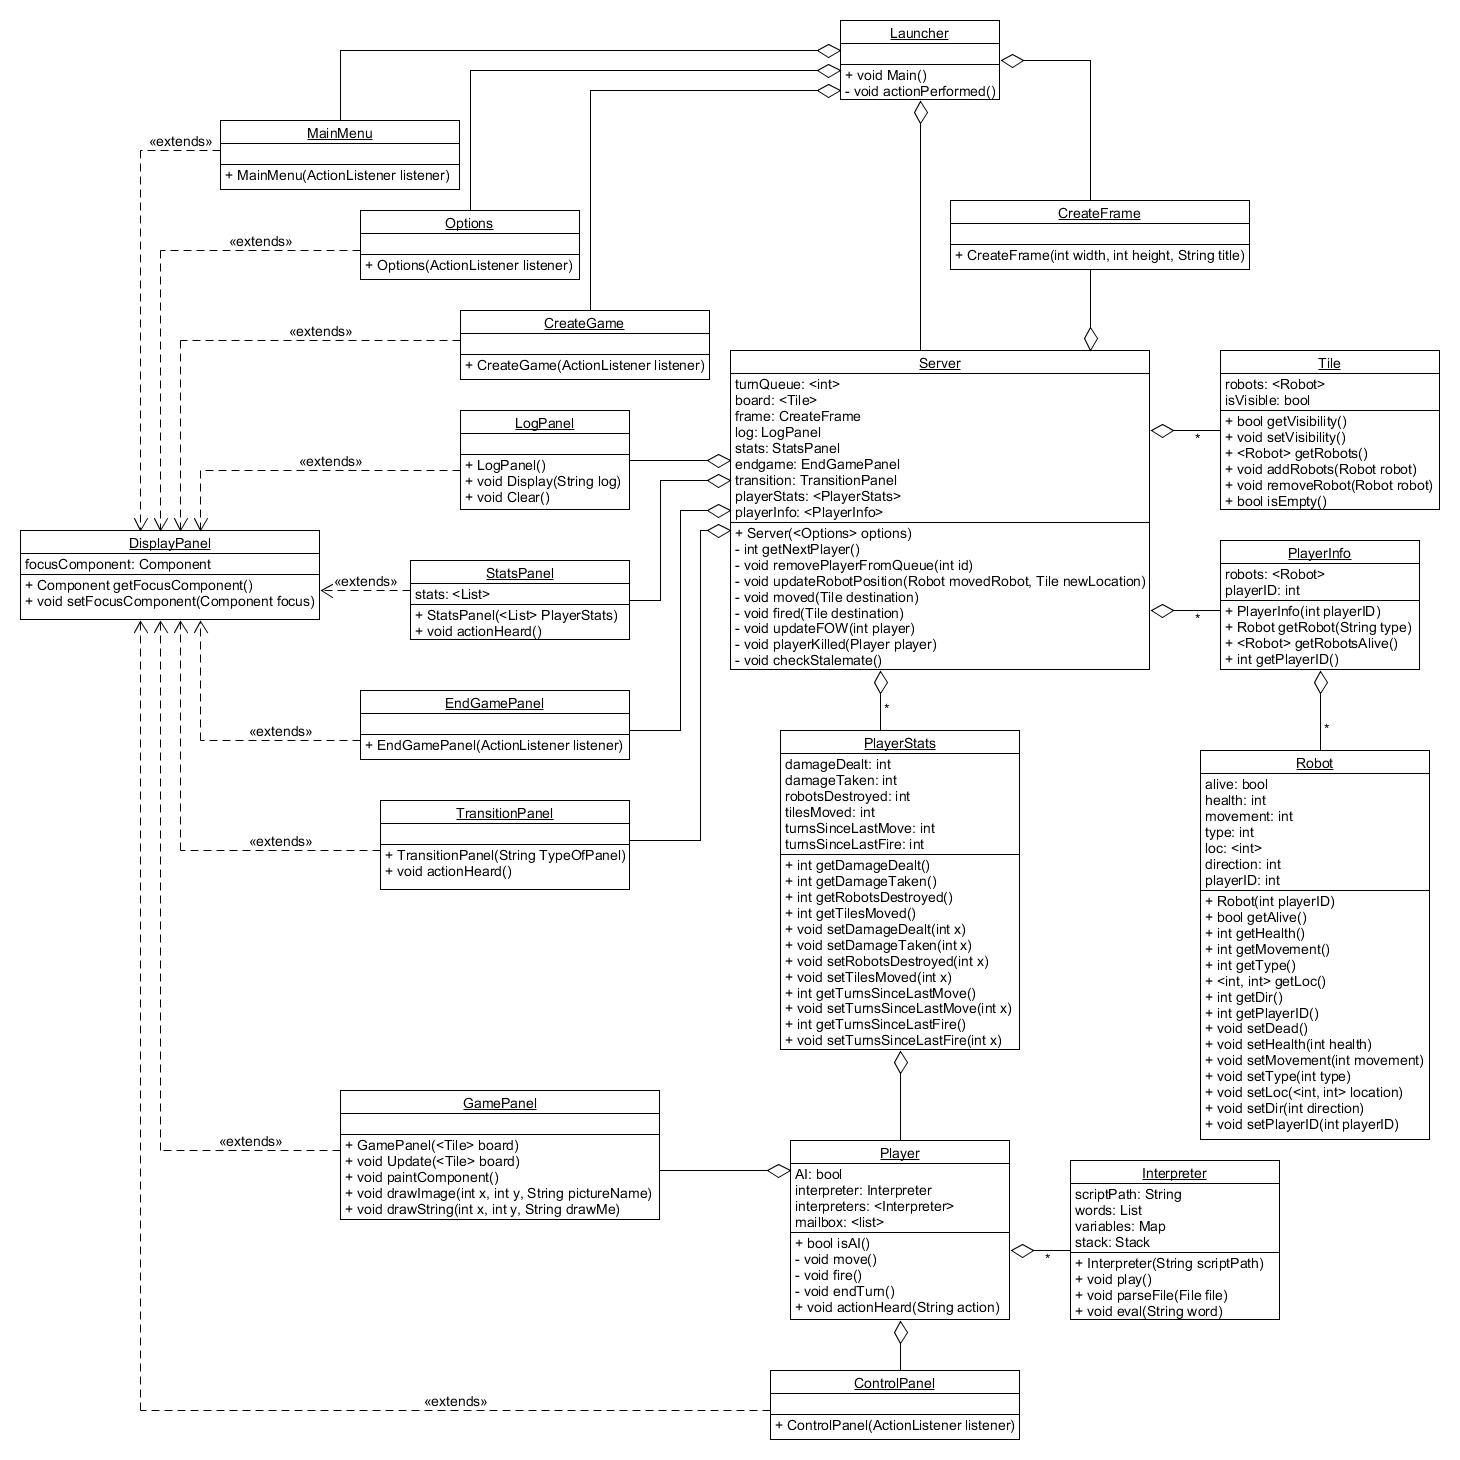 Launcher
+ void Main()
- void actionPerformed()
«extends»
MainMenu
+ MainMenu(ActionListener listener)
«extends»
Options
+ Options(ActionListener listener)
CreateFrame
+ CreateFrame(int width, int height, String title)
«extends»
CreateGame
+ CreateGame(ActionListener listener)
«extends»
LogPanel
+ LogPanel()
+ void Display(String log)
+ void Clear()
Server
turnQueue: <int>
board: <Tile>
frame: CreateFrame
log: LogPanel
stats: StatsPanel
endgame: EndGamePanel
transition: TransitionPanel
playerStats: <PlayerStats>
playerInfo: <PlayerInfo>
+ Server(<Options> options)
- int getNextPlayer()
- void removePlayerFromQueue(int id)
- void updateRobotPosition(Robot movedRobot, Tile newLocation)
- void moved(Tile destination)
- void fired(Tile destination)
- void updateFOW(int player)
- void playerKilled(Player player)
- void checkStalemate()
*
Tile
robots: <Robot>
isVisible: bool
+ bool getVisibility()
+ void setVisibility()
+ <Robot> getRobots()
+ void addRobots(Robot robot)
+ void removeRobot(Robot robot)
+ bool isEmpty()
*
PlayerInfo
robots: <Robot>
playerID: int
+ PlayerInfo(int playerID)
+ Robot getRobot(String type)
+ <Robot> getRobotsAlive()
+ int getPlayerID()
DisplayPanel
focusComponent: Component
+ Component getFocusComponent()
+ void setFocusComponent(Component focus)
«extends»
StatsPanel
stats: <List>
+ StatsPanel(<List> PlayerStats)
+ void actionHeard()
«extends»
EndGamePanel
+ EndGamePanel(ActionListener listener)
«extends»
TransitionPanel
+ TransitionPanel(String TypeOfPanel)
+ void actionHeard()
*
PlayerStats
damageDealt: int
damageTaken: int
robotsDestroyed: int
tilesMoved: int
turnsSinceLastMove: int
turnsSinceLastFire: int
+ int getDamageDealt()
+ int getDamageTaken()
+ int getRobotsDestroyed()
+ int getTilesMoved()
+ void setDamageDealt(int x)
+ void setDamageTaken(int x)
+ void setRobotsDestroyed(int x)
+ void setTilesMoved(int x)
+ int getTurnsSinceLastMove()
+ void setTurnsSinceLastMove(int x)
+ int getTurnsSinceLastFire()
+ void setTurnsSinceLastFire(int x)
*
Robot
alive: bool
health: int
movement: int
type: int
loc: <int>
direction: int
playerID: int
+ Robot(int playerID)
+ bool getAlive()
+ int getHealth()
+ int getMovement()
+ int getType()
+ <int, int> getLoc()
+ int getDir()
+ int getPlayerID()
+ void setDead()
+ void setHealth(int health)
+ void setMovement(int movement)
+ void setType(int type)
+ void setLoc(<int, int> location)
+ void setDir(int direction)
+ void setPlayerID(int playerID)
«extends»
GamePanel
+ GamePanel(<Tile> board)
+ void Update(<Tile> board)
+ void paintComponent()
+ void drawImage(int x, int y, String pictureName)
+ void drawString(int x, int y, String drawMe)
Player
AI: bool
interpreter: Interpreter
interpreters: <Interpreter>
mailbox: <list>
+ bool isAI()
- void move()
- void fire()
- void endTurn()
+ void actionHeard(String action)
*
Interpreter
scriptPath: String
words: List
variables: Map
stack: Stack
+ Interpreter(String scriptPath)
+ void play()
+ void parseFile(File file)
+ void eval(String word)
«extends»
ControlPanel
+ ControlPanel(ActionListener listener)